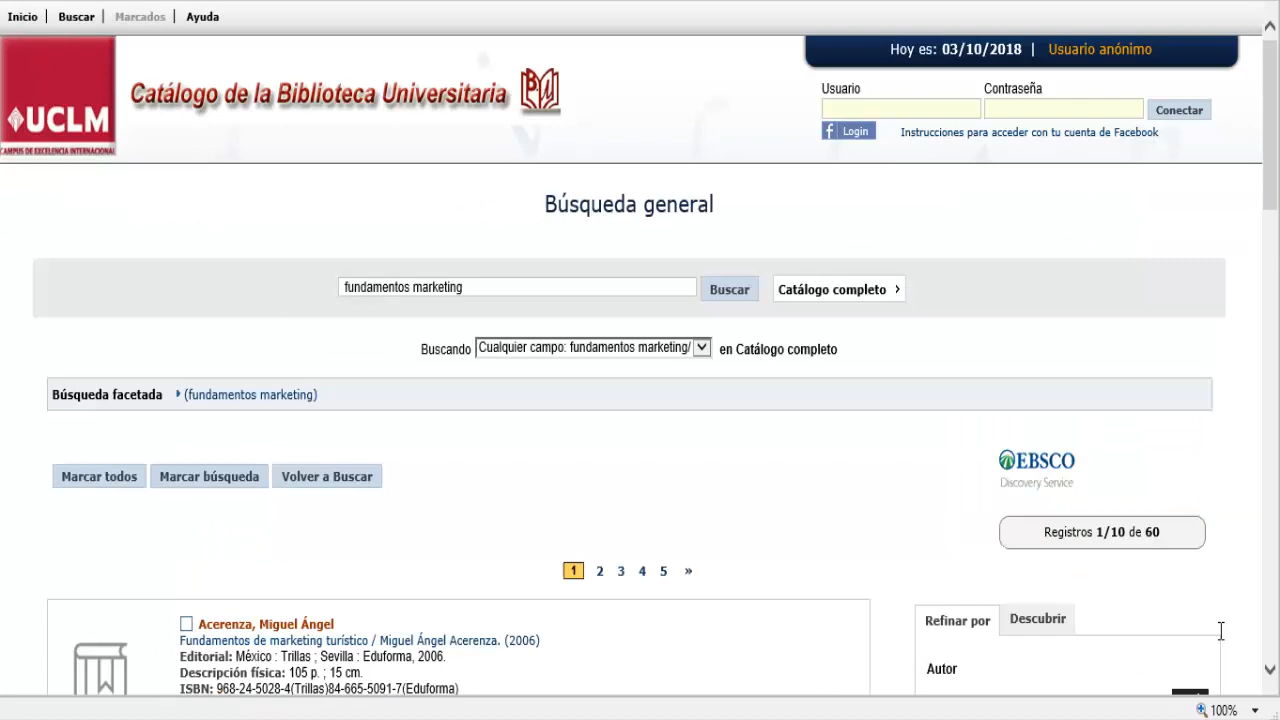 Inicio | Buscar | Marcados | Ayuda
Hoy es: 03/10/2018 | Usuario anónimo
UCLM
CAMPUS DE EXCELENCIA INTERNACIONAL
Catálogo de la Biblioteca Universitaria
Usuario
Contraseña
Conectar
f Login
Instrucciones para acceder con tu cuenta de Facebook
Búsqueda general
fundamentos marketing
Buscar
Catálogo completo ›
Buscando Cualquier campo: fundamentos marketing/ en Catálogo completo
Búsqueda facetada (fundamentos marketing)
EBSCO
Discovery Service
Marcar todos
Marcar búsqueda
Volver a Buscar
Registros 1/10 de 60
1 2 3 4 5 »
Acerenza, Miguel Ángel
Fundamentos de marketing turístico / Miguel Ángel Acerenza. (2006)
Editorial: México : Trillas ; Sevilla : Eduforma, 2006.
Descripción física: 105 p. ; 15 cm.
ISBN: 968-24-5028-4(Trillas)84-665-5091-7(Eduforma)
Refinar por
Descubrir
Autor
100%